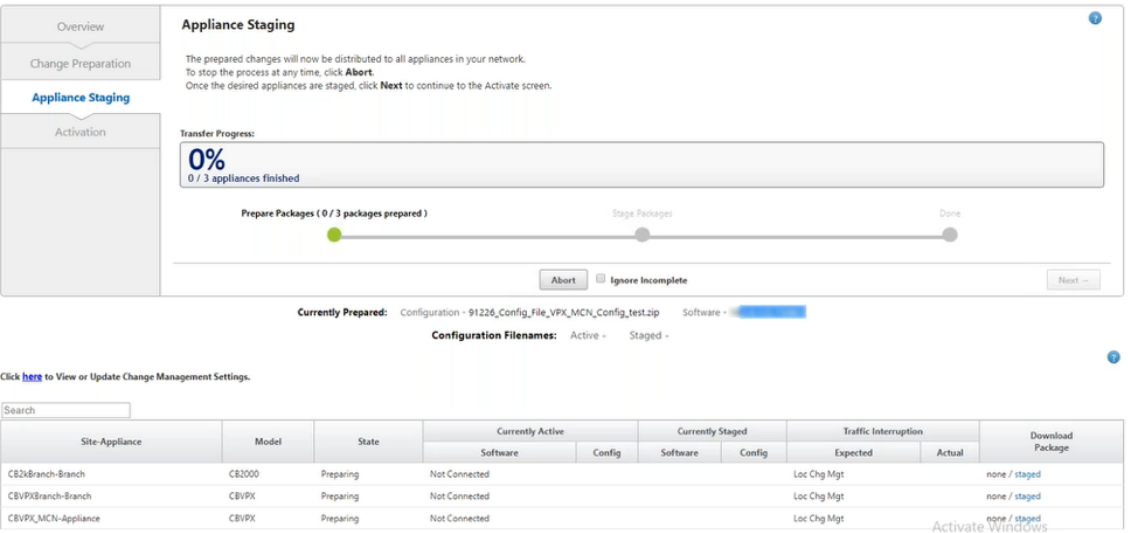 Overview
Change Preparation
Appliance Staging
Activation
Appliance Staging
?
The prepared changes will now be distributed to all appliances in your network.
To stop the process at any time, click Abort.
Once the desired appliances are staged, click Next to continue to the Activate screen.
Transfer Progress:
0%
0 / 3 appliances finished
Prepare Packages ( 0 / 3 packages prepared ) Stage Packages Done
Abort Ignore Incomplete Next →
Currently Prepared: Configuration - 91226_Config_File_VPX_MCN_Config_test.zip Software -
Configuration Filenames: Active - Staged -
?
Click here to View or Update Change Management Settings.
Search
Site-Appliance Model State Currently Active Currently Staged Traffic Interruption Download Package
Software Config Software Config Expected Actual
CB2kBranch-Branch CB2000 Preparing Not Connected Loc Chg Mgt none / staged
CBVPXBranch-Branch CBVPX Preparing Not Connected Loc Chg Mgt none / staged
CBVPX_MCN-Appliance CBVPX Preparing Not Connected Loc Chg Mgt none / staged
Activate Windows